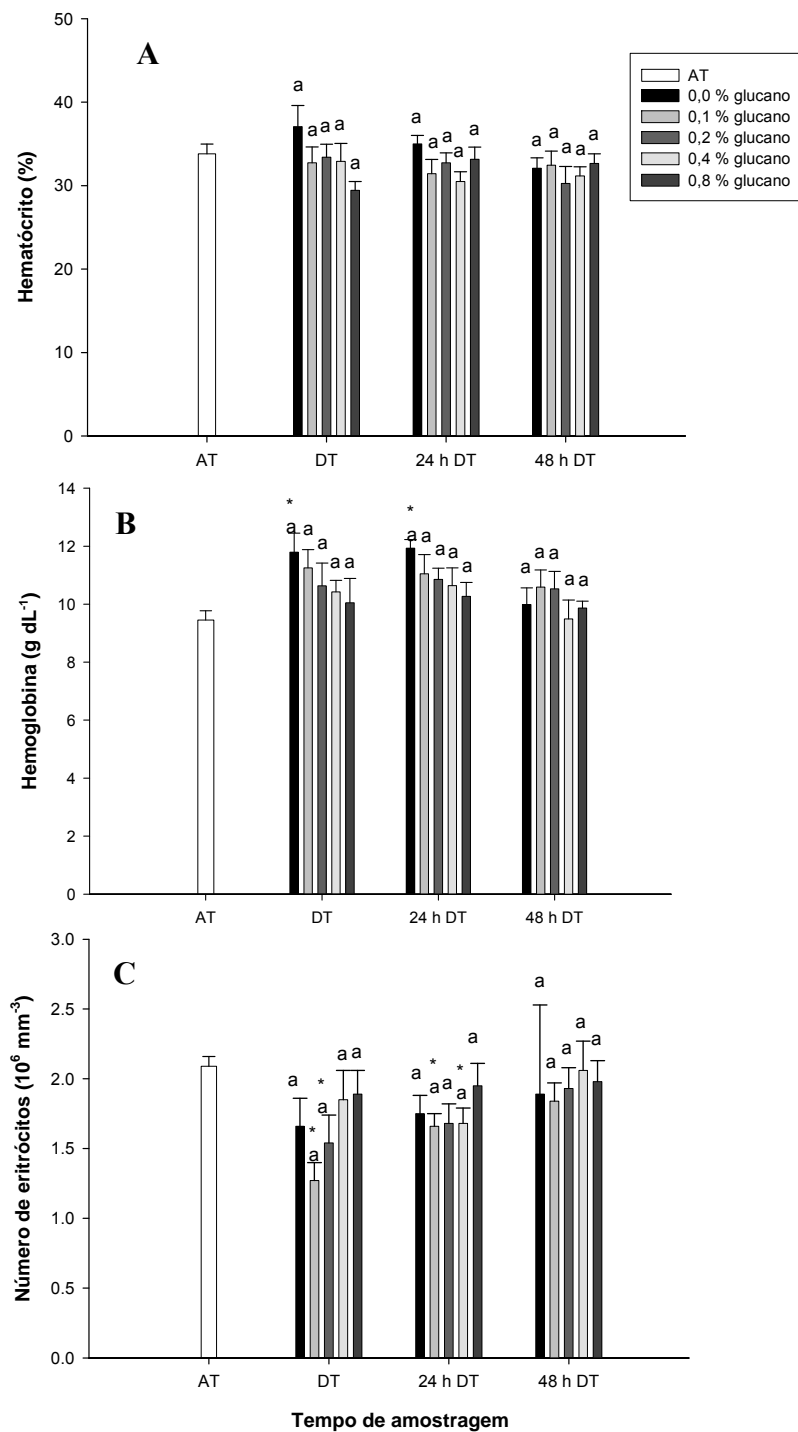 A
AT
0,0 % glucano
0,1 % glucano
0,2 % glucano
0,4 % glucano
0,8 % glucano
Hematócrito (%)
50
40
30
20
10
0
a
a a a
a
a
a a a a
a a a a a
AT DT 24 h DT 48 h DT
B
Hemoglobina (g dL-1)
14
12
10
8
6
4
2
0
* *
a a a a a
a a a a a
a a a a a
AT DT 24 h DT 48 h DT
C
Número de eritrócitos (10⁶ mm-3)
3.0
2.5
2.0
1.5
1.0
0.5
0.0
a * a * a a a
a * a a * a a
a a a a a
AT DT 24 h DT 48 h DT
Tempo de amostragem